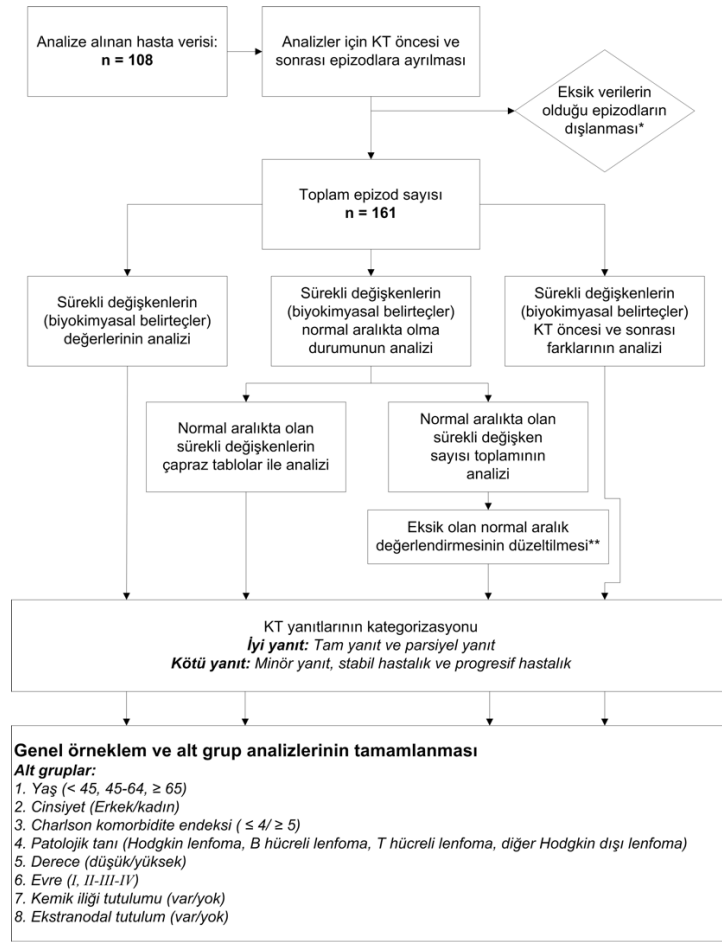 Analize alınan hasta verisi:
n = 108
Analizler için KT öncesi ve
sonrası epizodlara ayrılması
Eksik verilerin
olduğu epizodların
dışlanması*
Toplam epizod sayısı
n = 161
Sürekli değişkenlerin
(biyokimyasal belirteçler)
değerlerinin analizi
Sürekli değişkenlerin
(biyokimyasal belirteçler)
normal aralıkta olma
durumunun analizi
Sürekli değişkenlerin
(biyokimyasal belirteçler)
KT öncesi ve sonrası
farklarının analizi
Normal aralıkta olan
sürekli değişkenlerin
çapraz tablolar ile analizi
Normal aralıkta olan
sürekli değişken
sayısı toplamının
analizi
Eksik olan normal aralık
değerlendirmesinin düzeltilmesi**
KT yanıtlarının kategorizasyonu
İyi yanıt: Tam yanıt ve parsiyel yanıt
Kötü yanıt: Minör yanıt, stabil hastalık ve progresif hastalık
Genel örneklem ve alt grup analizlerinin tamamlanması
Alt gruplar:
1. Yaş (< 45, 45-64, ≥ 65)
2. Cinsiyet (Erkek/kadın)
3. Charlson komorbidite endeksi ( ≤ 4/ ≥ 5)
4. Patolojik tanı (Hodgkin lenfoma, B hücreli lenfoma, T hücreli lenfoma, diğer Hodgkin dışı lenfoma)
5. Derece (düşük/yüksek)
6. Evre (I, II-III-IV)
7. Kemik iliği tutulumu (var/yok)
8. Ekstranodal tutulum (var/yok)